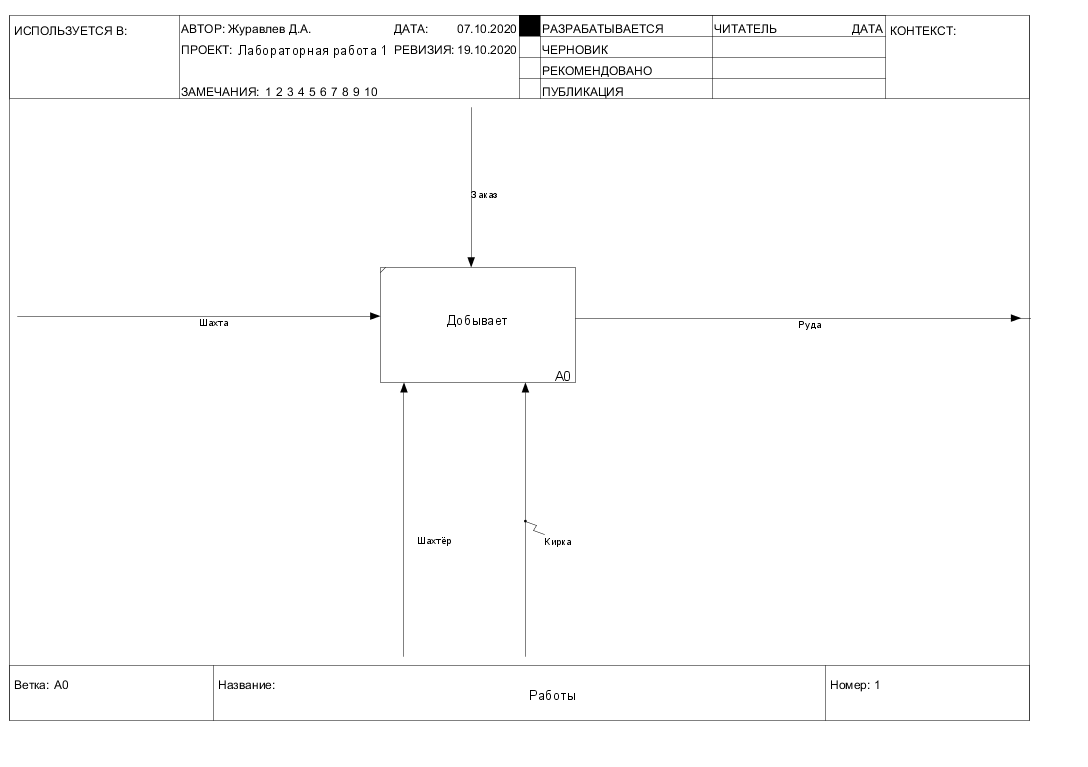 ИСПОЛЬЗУЕТСЯ В:
АВТОР: Журавлев Д.А.
ДАТА: 07.10.2020
ПРОЕКТ: Лабораторная работа 1
РЕВИЗИЯ: 19.10.2020
ЗАМЕЧАНИЯ: 1 2 3 4 5 6 7 8 9 10
РАЗРАБАТЫВАЕТСЯ
ЧЕРНОВИК
РЕКОМЕНДОВАНО
ПУБЛИКАЦИЯ
ЧИТАТЕЛЬ
ДАТА
КОНТЕКСТ:
Заказ
Шахта
Добывает
A0
Руда
Шахтёр
Кирка
Ветка: A0
Название:
Работы
Номер: 1